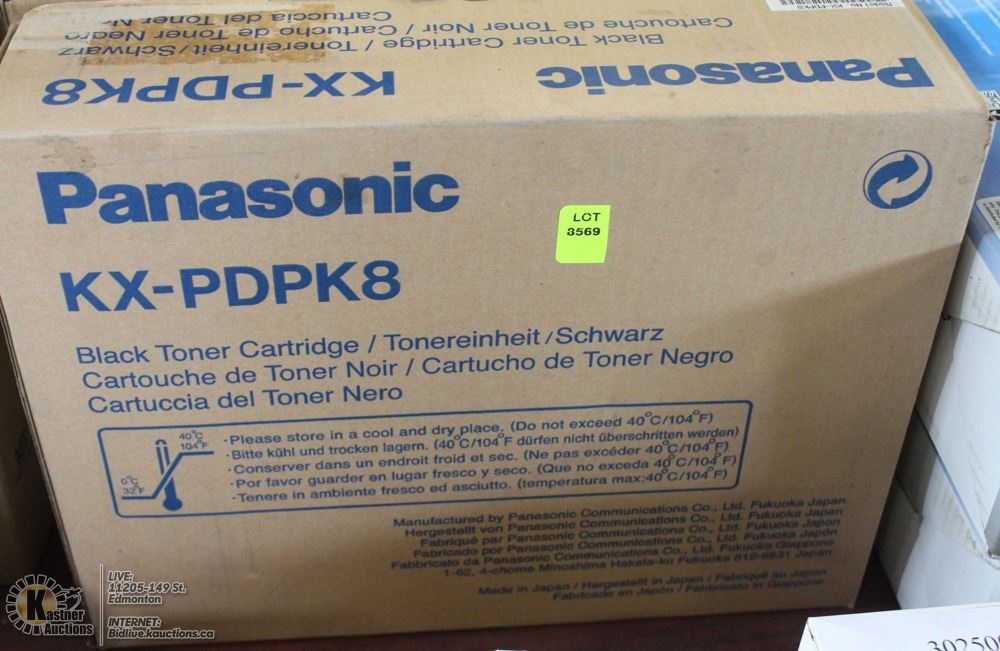 Cartuccia del Toner
Cartouche de Toner Noir / Cartucho de Toner Negro
Black Toner Cartridge / Tonereinheit/Schwarz
Panasonic KX-PDPK8
Panasonic
LOT
3569
KX-PDPK8
Black Toner Cartridge / Tonereinheit/Schwarz
Cartouche de Toner Noir / Cartucho de Toner Negro
Cartuccia del Toner Nero
40°C
104°F
0°C
32°F
·Please store in a cool and dry place. (Do not exceed 40°C/104°F)
·Bitte kühl und trocken lagern. (40°C/104°F dürfen nicht überschritten werden)
·Conserver dans un endroit froid et sec. (Ne pas excéder 40°C/104°F)
·Por favor guarder en lugar fresco y seco. (Que no exceda 40°C/104°F)
·Tenere in ambiente fresco ed asciutto. (temperatura max:40°C/104°F)
Manufactured by Panasonic Communications Co., Ltd. Fukuoka Japan
Hergestellt von Panasonic Communications Co., Ltd. Fukuoka Japan
Fabriqué par Panasonic Communications Co., Ltd. Fukuoka Japon
Fabricado por Panasonic Communications Co., Ltd. Fukuoka Japón
Fabbricato da Panasonic Communications Co., Ltd. Fukuoka Giappone
1-62, 4-chome Minoshima Hakata-ku Fukuoka 812-8531 Japan
Made in Japan / Hergestellt in Japan / Fabriqué au Japon
Fabricado en Japón / Fabbricato in Giappone
Kastner
Auctions
LIVE:
11205-149 St.
Edmonton
INTERNET:
Bidlive.kauctions.ca